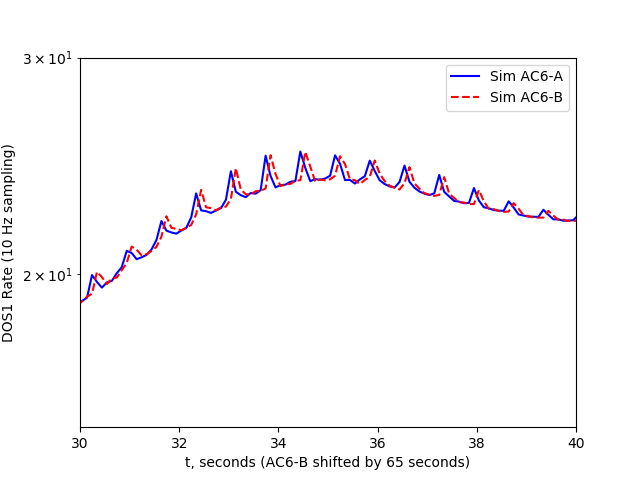 3 × 10¹
2 × 10¹
DOS1 Rate (10 Hz sampling)
Sim AC6-A
Sim AC6-B
30 32 34 36 38 40
t, seconds (AC6-B shifted by 65 seconds)